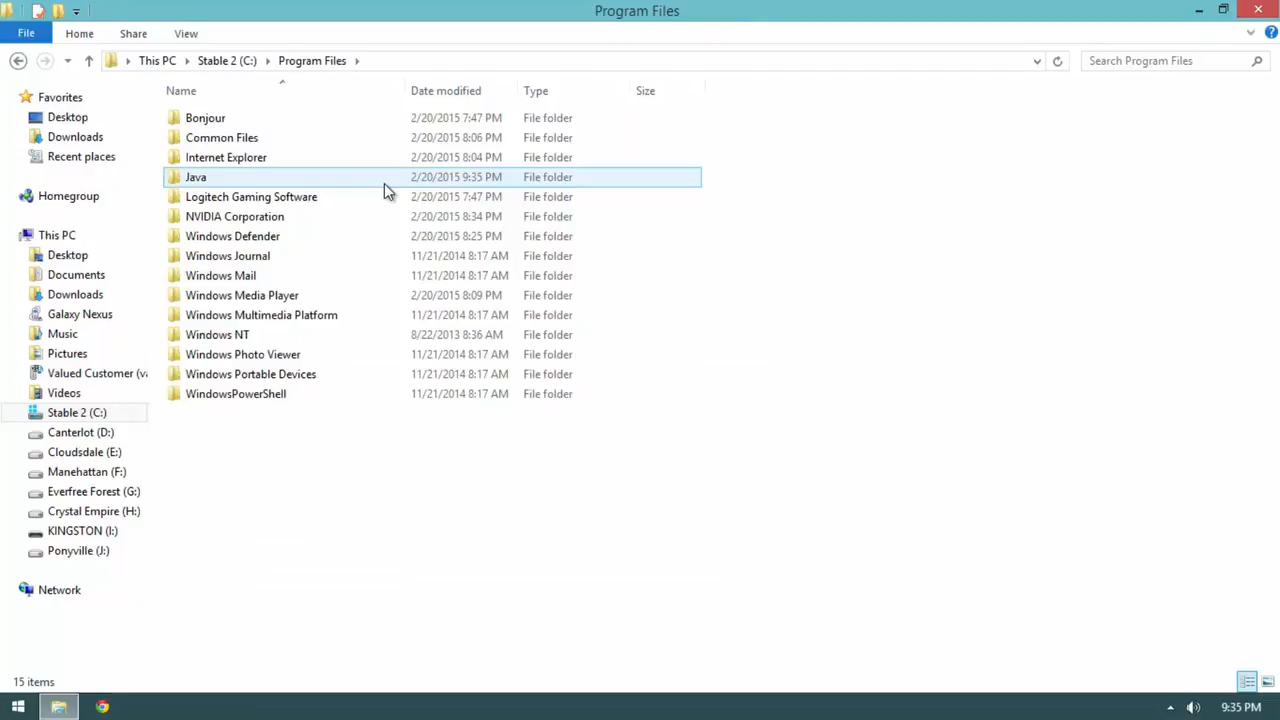 Program Files
File Home Share View
This PC Stable 2 (C:) Program Files Search Program Files
Name Date modified Type Size
Favorites
Desktop
Downloads
Recent places
Homegroup
This PC
Desktop
Documents
Downloads
Galaxy Nexus
Music
Pictures
Valued Customer (va
Videos
Stable 2 (C:)
Canterlot (D:)
Cloudsdale (E:)
Manehattan (F:)
Everfree Forest (G:)
Crystal Empire (H:)
KINGSTON (I:)
Ponyville (J:)
Network
Bonjour 2/20/2015 7:47 PM File folder
Common Files 2/20/2015 8:06 PM File folder
Internet Explorer 2/20/2015 8:04 PM File folder
Java 2/20/2015 9:35 PM File folder
Logitech Gaming Software 2/20/2015 7:47 PM File folder
NVIDIA Corporation 2/20/2015 8:34 PM File folder
Windows Defender 2/20/2015 8:25 PM File folder
Windows Journal 11/21/2014 8:17 AM File folder
Windows Mail 11/21/2014 8:17 AM File folder
Windows Media Player 2/20/2015 8:09 PM File folder
Windows Multimedia Platform 11/21/2014 8:17 AM File folder
Windows NT 8/22/2013 8:36 AM File folder
Windows Photo Viewer 11/21/2014 8:17 AM File folder
Windows Portable Devices 11/21/2014 8:17 AM File folder
WindowsPowerShell 11/21/2014 8:17 AM File folder
15 items
9:35 PM